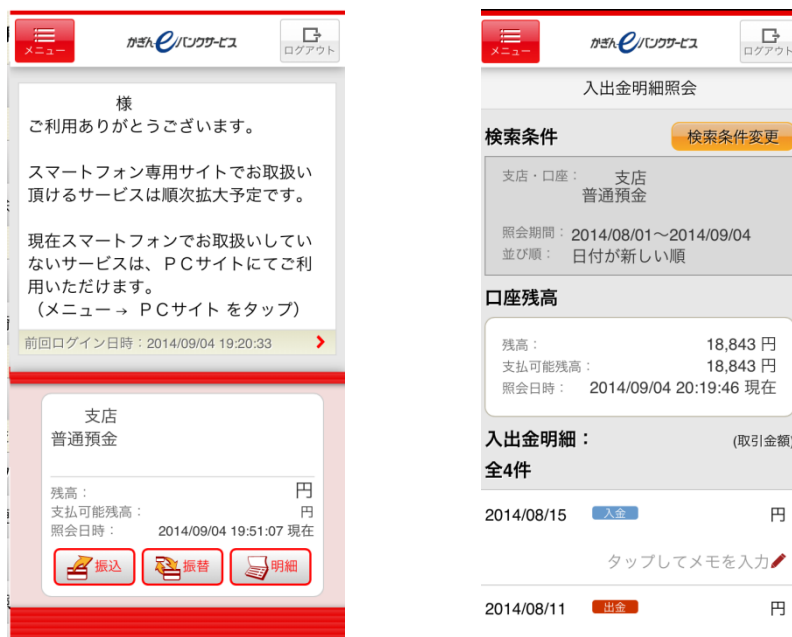 メニュー
かぎんeバンクサービス
ログアウト
様
ご利用ありがとうございます。
スマートフォン専用サイトでお取扱い
頂けるサービスは順次拡大予定です。
現在スマートフォンでお取扱いしてい
ないサービスは、ＰＣサイトにてご利
用いただけます。
（メニュー→ ＰＣサイト をタップ）
前回ログイン日時：2014/09/04 19:20:33
支店
普通預金
残高： 円
支払可能残高： 円
照会日時： 2014/09/04 19:51:07 現在
振込 振替 明細
メニュー
かぎんeバンクサービス
ログアウト
入出金明細照会
検索条件 検索条件変更
支店・口座： 支店
普通預金
照会期間：2014/08/01～2014/09/04
並び順： 日付が新しい順
口座残高
残高： 18,843 円
支払可能残高： 18,843 円
照会日時： 2014/09/04 20:19:46 現在
入出金明細： (取引金額)
全4件
2014/08/15 入金 円
タップしてメモを入力
2014/08/11 出金 円